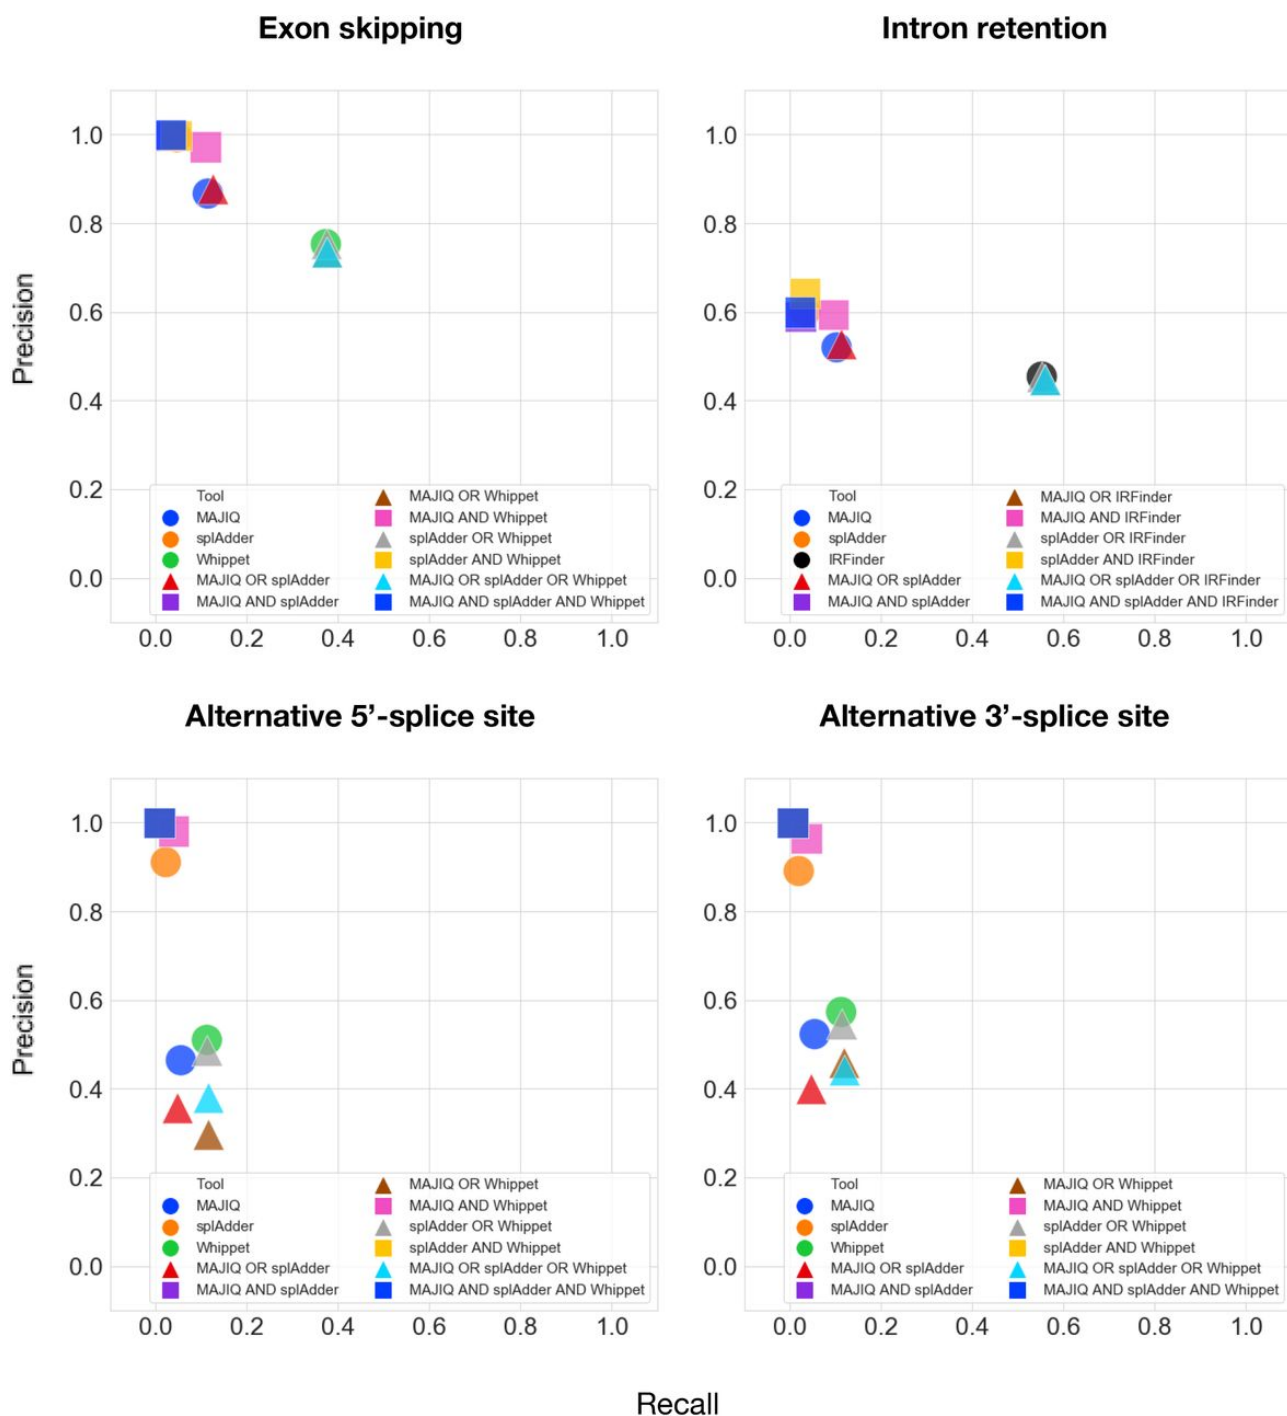 Exon skipping
Precision
1.0
0.8
0.6
0.4
0.2
0.0
Tool
MAJIQ
splAdder
Whippet
MAJIQ OR splAdder
MAJIQ AND splAdder
MAJIQ OR Whippet
MAJIQ AND Whippet
splAdder OR Whippet
splAdder AND Whippet
MAJIQ OR splAdder OR Whippet
MAJIQ AND splAdder AND Whippet
0.0 0.2 0.4 0.6 0.8 1.0
Intron retention
1.0
0.8
0.6
0.4
0.2
0.0
Tool
MAJIQ
splAdder
IRFinder
MAJIQ OR splAdder
MAJIQ AND splAdder
MAJIQ OR IRFinder
MAJIQ AND IRFinder
splAdder OR IRFinder
splAdder AND IRFinder
MAJIQ OR splAdder OR IRFinder
MAJIQ AND splAdder AND IRFinder
0.0 0.2 0.4 0.6 0.8 1.0
Alternative 5’-splice site
Precision
1.0
0.8
0.6
0.4
0.2
0.0
Tool
MAJIQ
splAdder
Whippet
MAJIQ OR splAdder
MAJIQ AND splAdder
MAJIQ OR Whippet
MAJIQ AND Whippet
splAdder OR Whippet
splAdder AND Whippet
MAJIQ OR splAdder OR Whippet
MAJIQ AND splAdder AND Whippet
0.0 0.2 0.4 0.6 0.8 1.0
Alternative 3’-splice site
1.0
0.8
0.6
0.4
0.2
0.0
Tool
MAJIQ
splAdder
Whippet
MAJIQ OR splAdder
MAJIQ AND splAdder
MAJIQ OR Whippet
MAJIQ AND Whippet
splAdder OR Whippet
splAdder AND Whippet
MAJIQ OR splAdder OR Whippet
MAJIQ AND splAdder AND Whippet
0.0 0.2 0.4 0.6 0.8 1.0
Recall